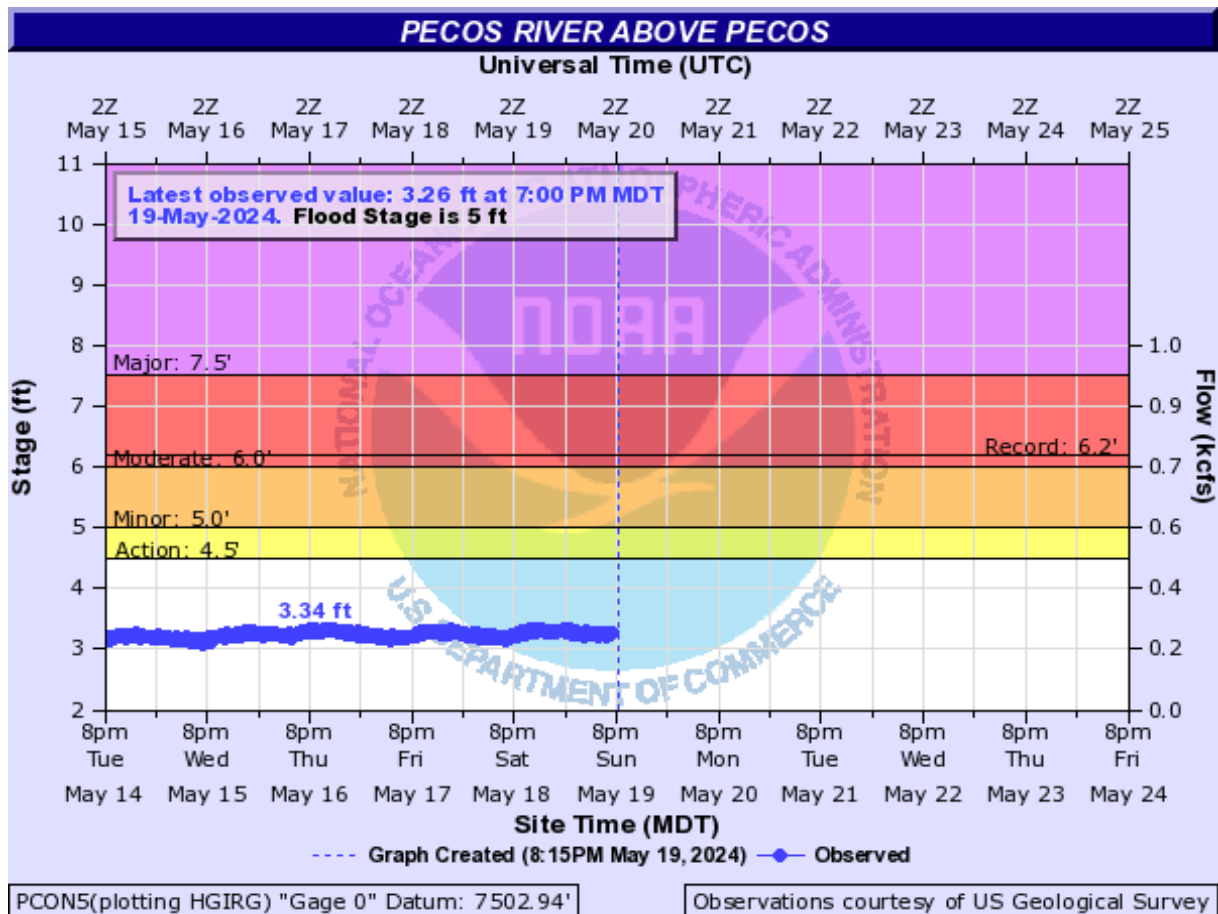 PECOS RIVER ABOVE PECOS
Universal Time (UTC)
2Z 2Z 2Z 2Z 2Z 2Z 2Z 2Z 2Z 2Z 2Z
May 15 May 16 May 17 May 18 May 19 May 20 May 21 May 22 May 23 May 24 May 25
Latest observed value: 3.26 ft at 7:00 PM MDT
19-May-2024. Flood Stage is 5 ft
NATIONAL OCEANIC AND ATMOSPHERIC ADMINISTRATION
NOAA
U.S. DEPARTMENT OF COMMERCE
Stage (ft)
11
10
9
8
7
6
5
4
3
2
Major: 7.5'
Moderate: 6.0'
Record: 6.2'
Minor: 5.0'
Action: 4.5'
3.34 ft
1.0
0.9
0.7
0.6
0.4
0.2
0.0
Flow (kcfs)
8pm 8pm 8pm 8pm 8pm 8pm 8pm 8pm 8pm 8pm 8pm
Tue Wed Thu Fri Sat Sun Mon Tue Wed Thu Fri
May 14 May 15 May 16 May 17 May 18 May 19 May 20 May 21 May 22 May 23 May 24
Site Time (MDT)
Graph Created (8:15PM May 19, 2024) Observed
PCON5(plotting HGIRG) "Gage 0" Datum: 7502.94'
Observations courtesy of US Geological Survey